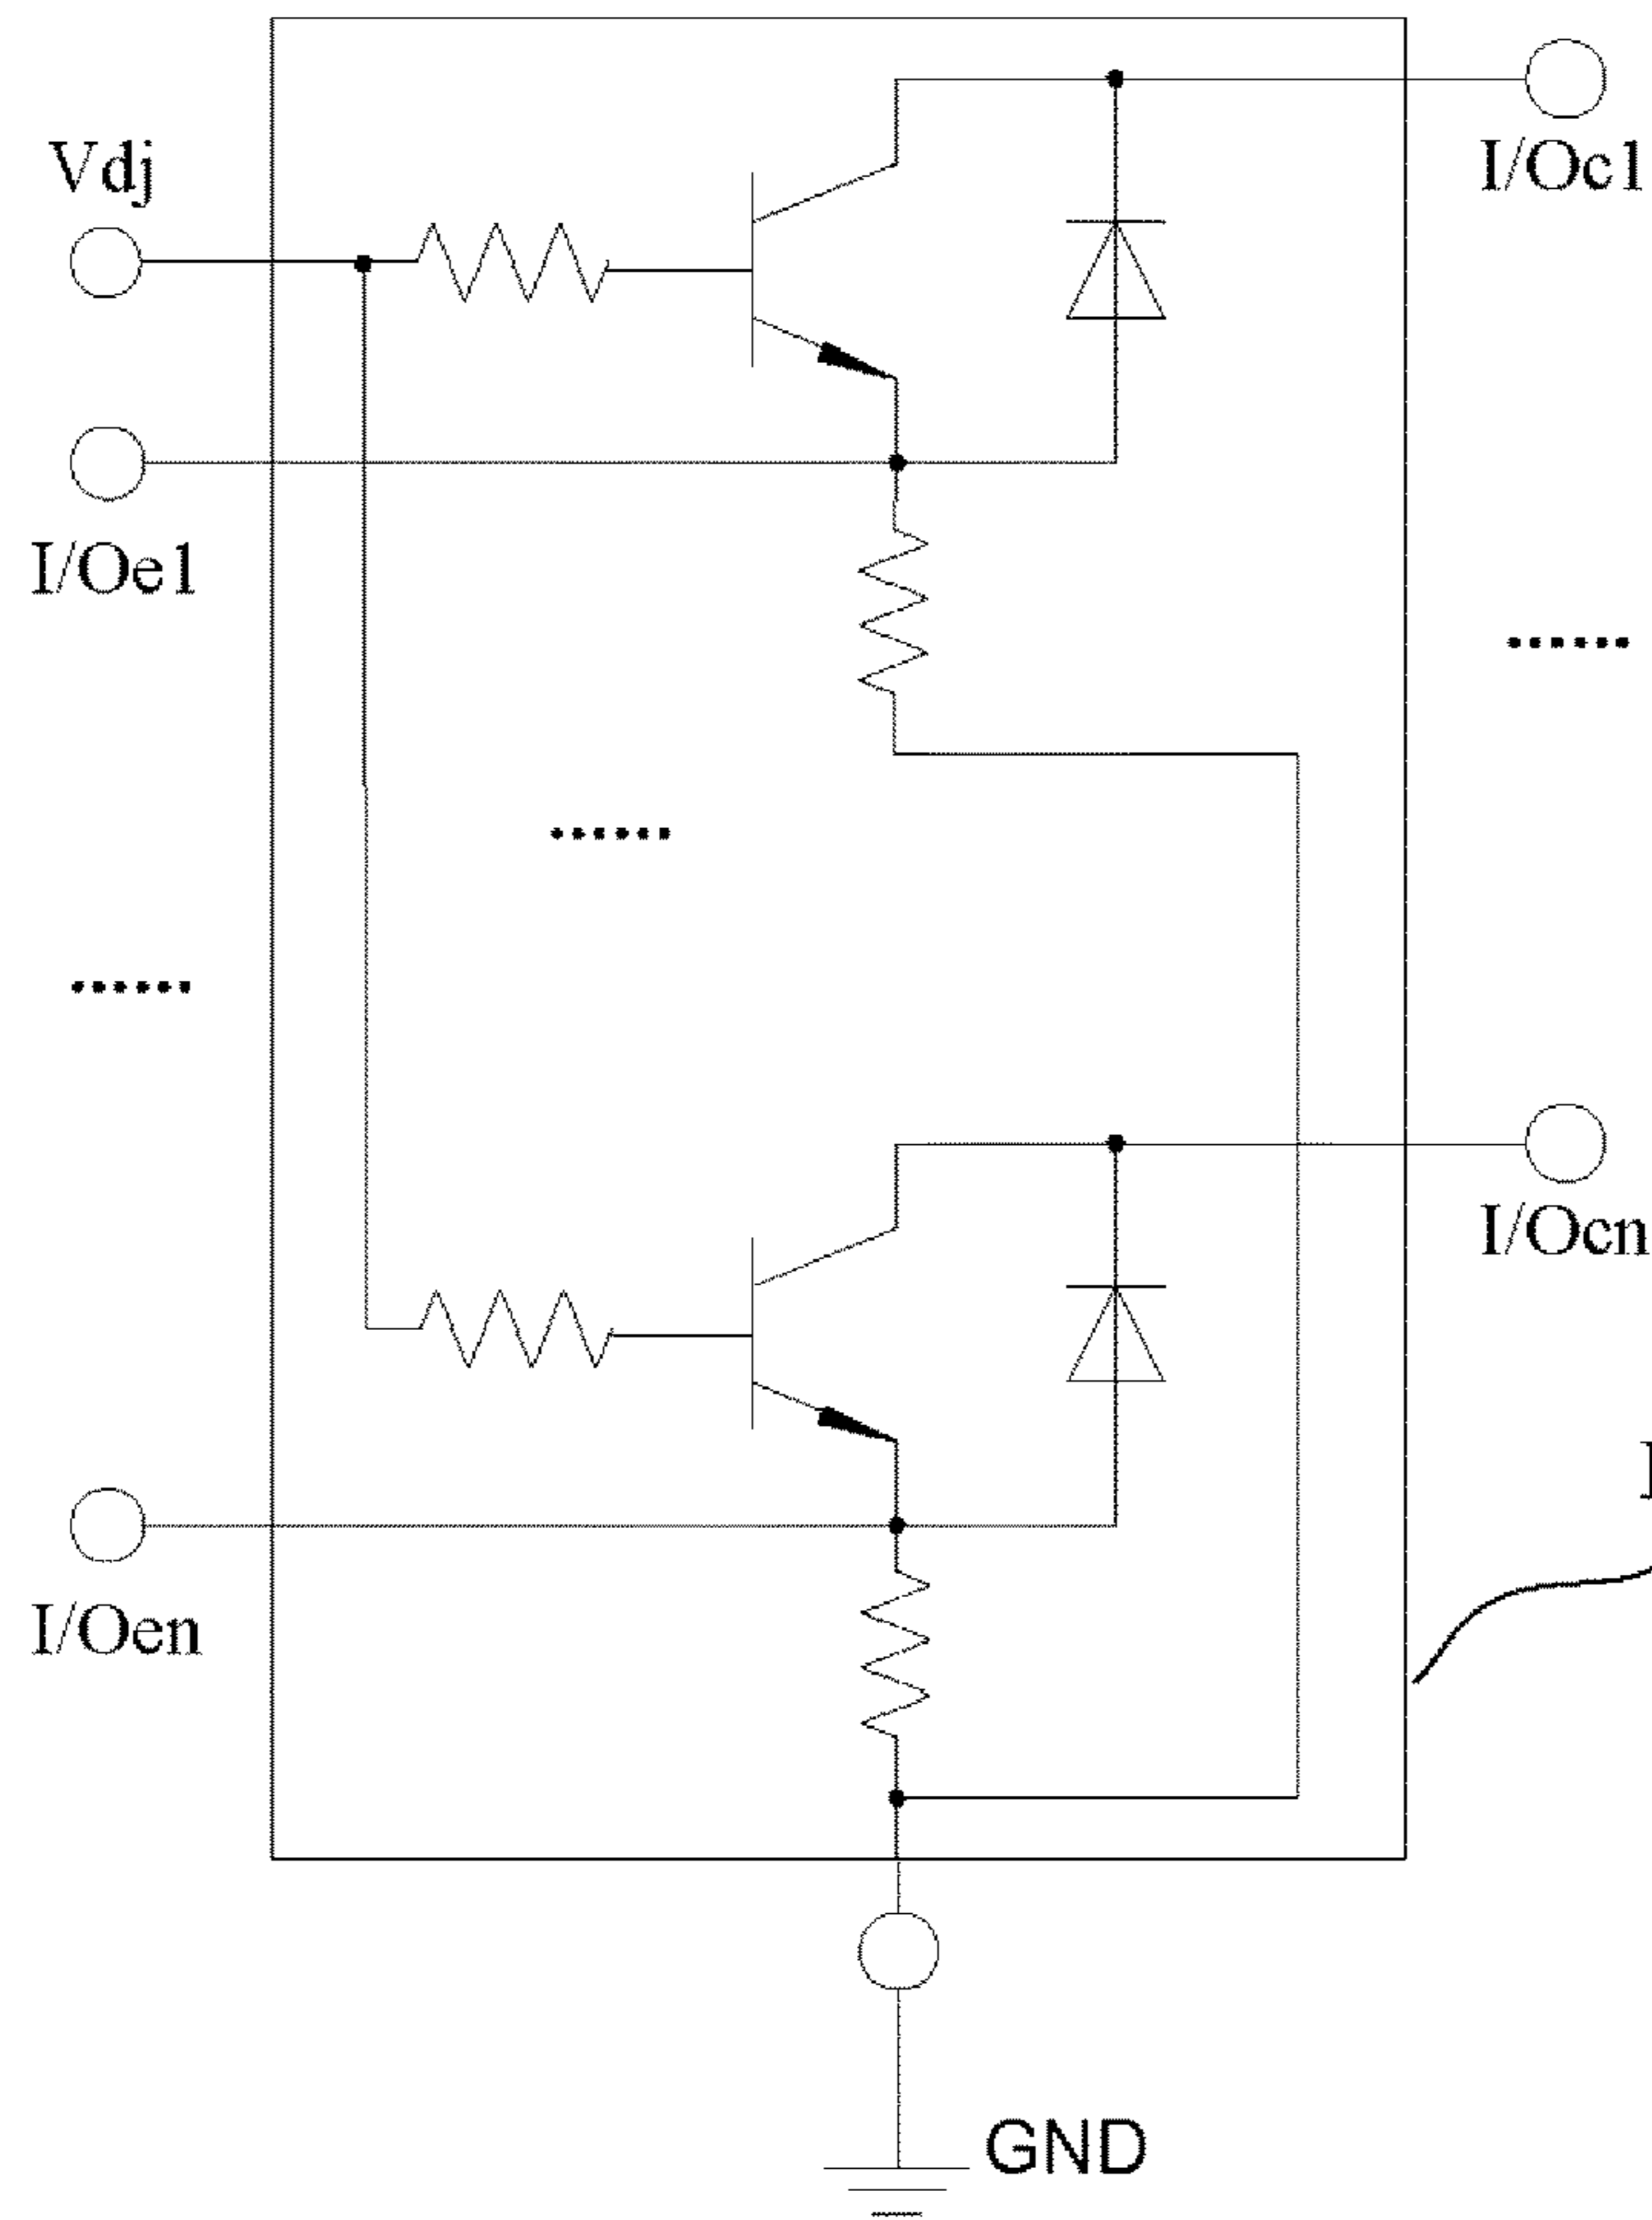 Vdj
I/Oc1
I/Oe1
......
......
......
I/Ocn
I/Oen
GND